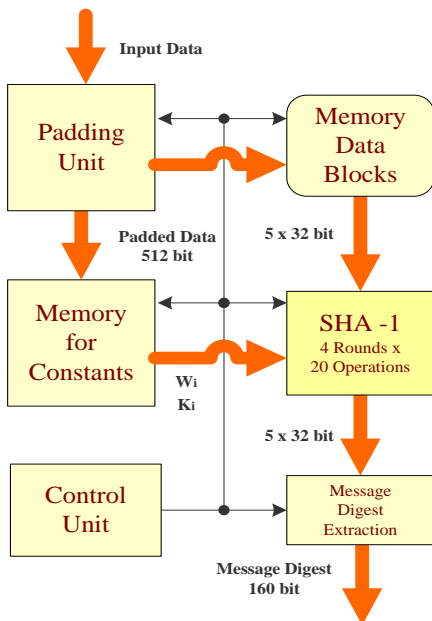 Input Data
Padding
Unit
Memory
Data
Blocks
Padded Data
512 bit
5 x 32 bit
Memory
for
Constants
SHA -1
4 Rounds x
20 Operations
Wi
Ki
5 x 32 bit
Control
Unit
Message
Digest
Extraction
Message Digest
160 bit